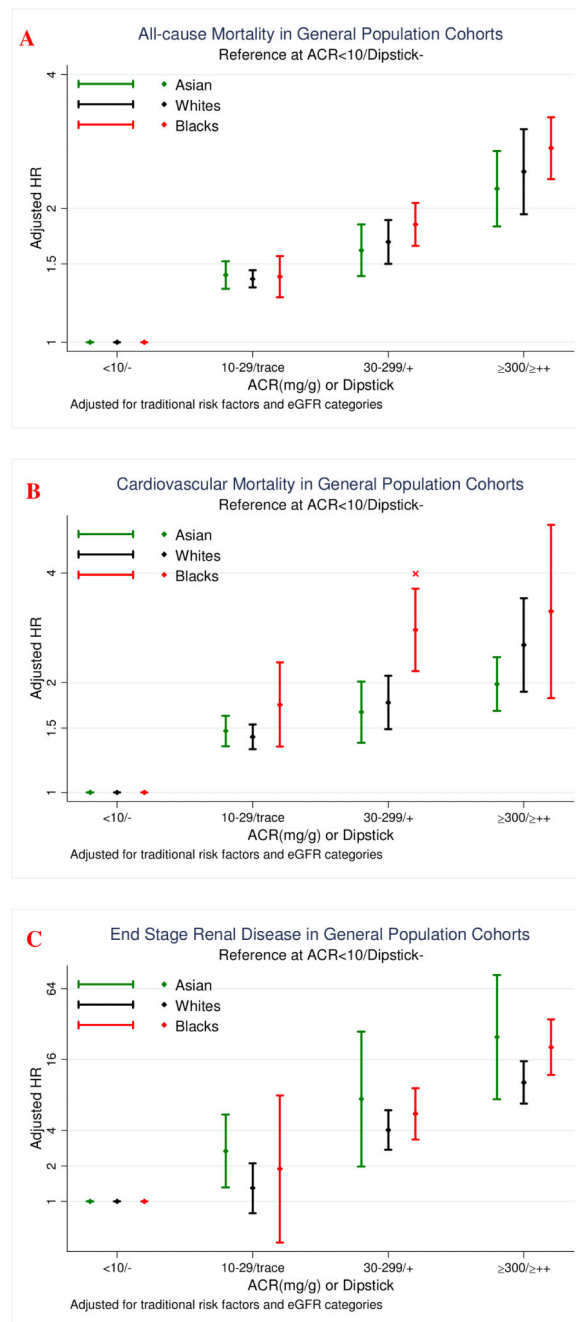 A
All-cause Mortality in General Population Cohorts
Reference at ACR<10/Dipstick-
Asian
Whites
Blacks
Adjusted HR
4
2
1.5
1
<10/-
10-29/trace
30-299/+
≥300/≥++
ACR(mg/g) or Dipstick
Adjusted for traditional risk factors and eGFR categories
B
Cardiovascular Mortality in General Population Cohorts
Reference at ACR<10/Dipstick-
Asian
Whites
Blacks
Adjusted HR
4
2
1.5
1
<10/-
10-29/trace
30-299/+
≥300/≥++
ACR(mg/g) or Dipstick
Adjusted for traditional risk factors and eGFR categories
C
End Stage Renal Disease in General Population Cohorts
Reference at ACR<10/Dipstick-
Asian
Whites
Blacks
Adjusted HR
64
16
4
2
1
<10/-
10-29/trace
30-299/+
≥300/≥++
ACR(mg/g) or Dipstick
Adjusted for traditional risk factors and eGFR categories